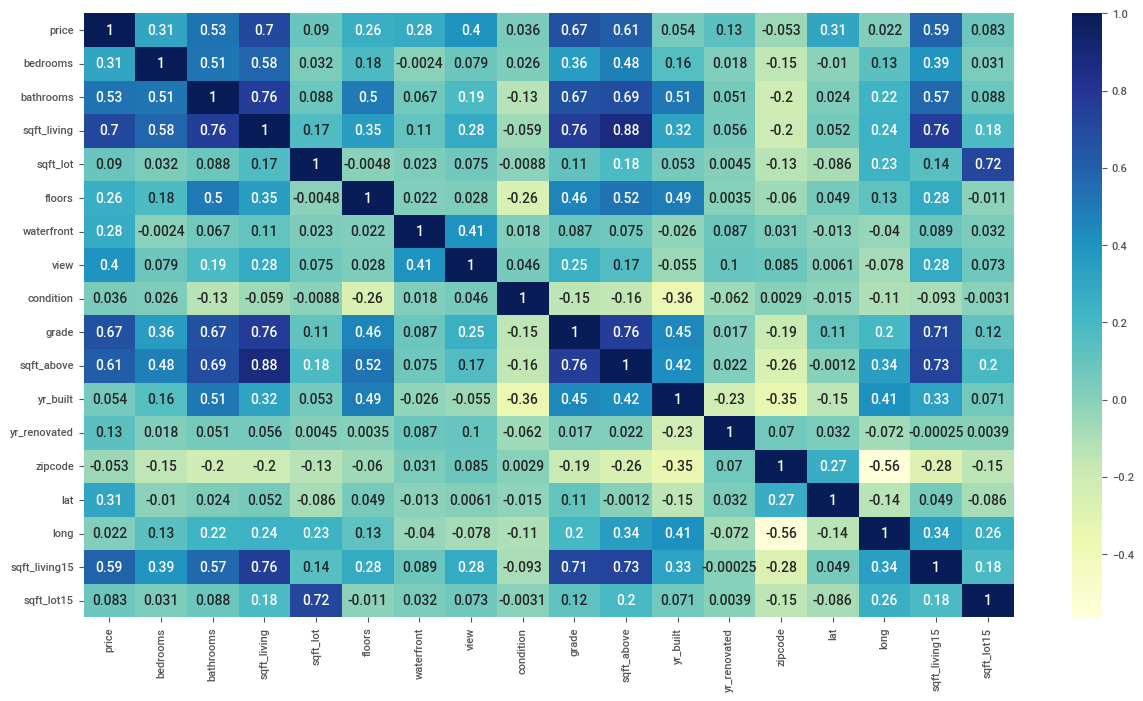 price 1 0.31 0.53 0.7 0.09 0.26 0.28 0.4 0.036 0.67 0.61 0.054 0.13 -0.053 0.31 0.022 0.59 0.083
bedrooms 0.31 1 0.51 0.58 0.032 0.18 -0.0024 0.079 0.026 0.36 0.48 0.16 0.018 -0.15 -0.01 0.13 0.39 0.031
bathrooms 0.53 0.51 1 0.76 0.088 0.5 0.067 0.19 -0.13 0.67 0.69 0.51 0.051 -0.2 0.024 0.22 0.57 0.088
sqft_living 0.7 0.58 0.76 1 0.17 0.35 0.11 0.28 -0.059 0.76 0.88 0.32 0.056 -0.2 0.052 0.24 0.76 0.18
sqft_lot 0.09 0.032 0.088 0.17 1 -0.0048 0.023 0.075 -0.0088 0.11 0.18 0.053 0.0045 -0.13 -0.086 0.23 0.14 0.72
floors 0.26 0.18 0.5 0.35 -0.0048 1 0.022 0.028 -0.26 0.46 0.52 0.49 0.0035 -0.06 0.049 0.13 0.28 -0.011
waterfront 0.28 -0.0024 0.067 0.11 0.023 0.022 1 0.41 0.018 0.087 0.075 -0.026 0.087 0.031 -0.013 -0.04 0.089 0.032
view 0.4 0.079 0.19 0.28 0.075 0.028 0.41 1 0.046 0.25 0.17 -0.055 0.1 0.085 0.0061 -0.078 0.28 0.073
condition 0.036 0.026 -0.13 -0.059 -0.0088 -0.26 0.018 0.046 1 -0.15 -0.16 -0.36 -0.062 0.0029 -0.015 -0.11 -0.093 -0.0031
grade 0.67 0.36 0.67 0.76 0.11 0.46 0.087 0.25 -0.15 1 0.76 0.45 0.017 -0.19 0.11 0.2 0.71 0.12
sqft_above 0.61 0.48 0.69 0.88 0.18 0.52 0.075 0.17 -0.16 0.76 1 0.42 0.022 -0.26 -0.0012 0.34 0.73 0.2
yr_built 0.054 0.16 0.51 0.32 0.053 0.49 -0.026 -0.055 -0.36 0.45 0.42 1 -0.23 -0.35 -0.15 0.41 0.33 0.071
yr_renovated 0.13 0.018 0.051 0.056 0.0045 0.0035 0.087 0.1 -0.062 0.017 0.022 -0.23 1 0.07 0.032 -0.072 -0.00025 0.0039
zipcode -0.053 -0.15 -0.2 -0.2 -0.13 -0.06 0.031 0.085 0.0029 -0.19 -0.26 -0.35 0.07 1 0.27 -0.56 -0.28 -0.15
lat 0.31 -0.01 0.024 0.052 -0.086 0.049 -0.013 0.0061 -0.015 0.11 -0.0012 -0.15 0.032 0.27 1 -0.14 0.049 -0.086
long 0.022 0.13 0.22 0.24 0.23 0.13 -0.04 -0.078 -0.11 0.2 0.34 0.41 -0.072 -0.56 -0.14 1 0.34 0.26
sqft_living15 0.59 0.39 0.57 0.76 0.14 0.28 0.089 0.28 -0.093 0.71 0.73 0.33 -0.00025 -0.28 0.049 0.34 1 0.18
sqft_lot15 0.083 0.031 0.088 0.18 0.72 -0.011 0.032 0.073 -0.0031 0.12 0.2 0.071 0.0039 -0.15 -0.086 0.26 0.18 1
price bedrooms bathrooms sqft_living sqft_lot floors waterfront view condition grade sqft_above yr_built yr_renovated zipcode lat long sqft_living15 sqft_lot15
1.0
0.8
0.6
0.4
0.2
0.0
−0.2
−0.4